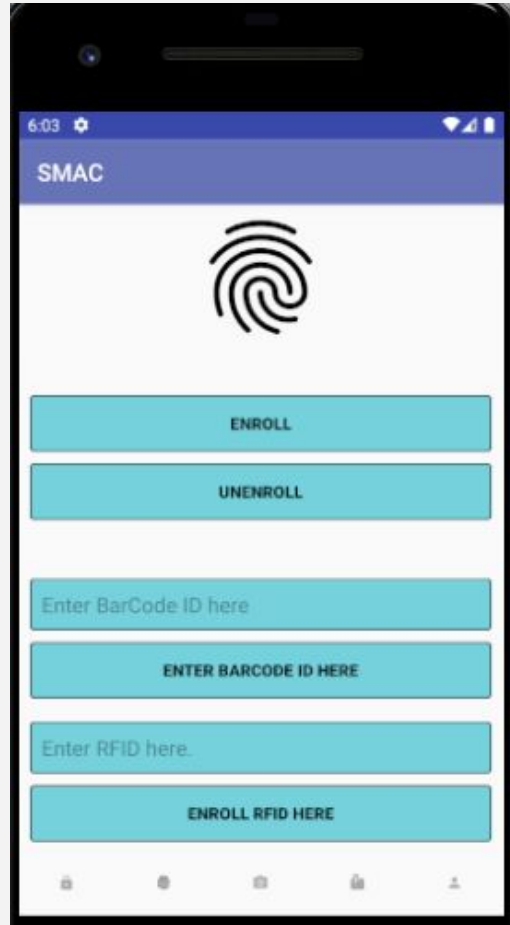 6:03
SMAC
ENROLL
UNENROLL
Enter BarCode ID here
ENTER BARCODE ID HERE
Enter RFID here.
ENROLL RFID HERE